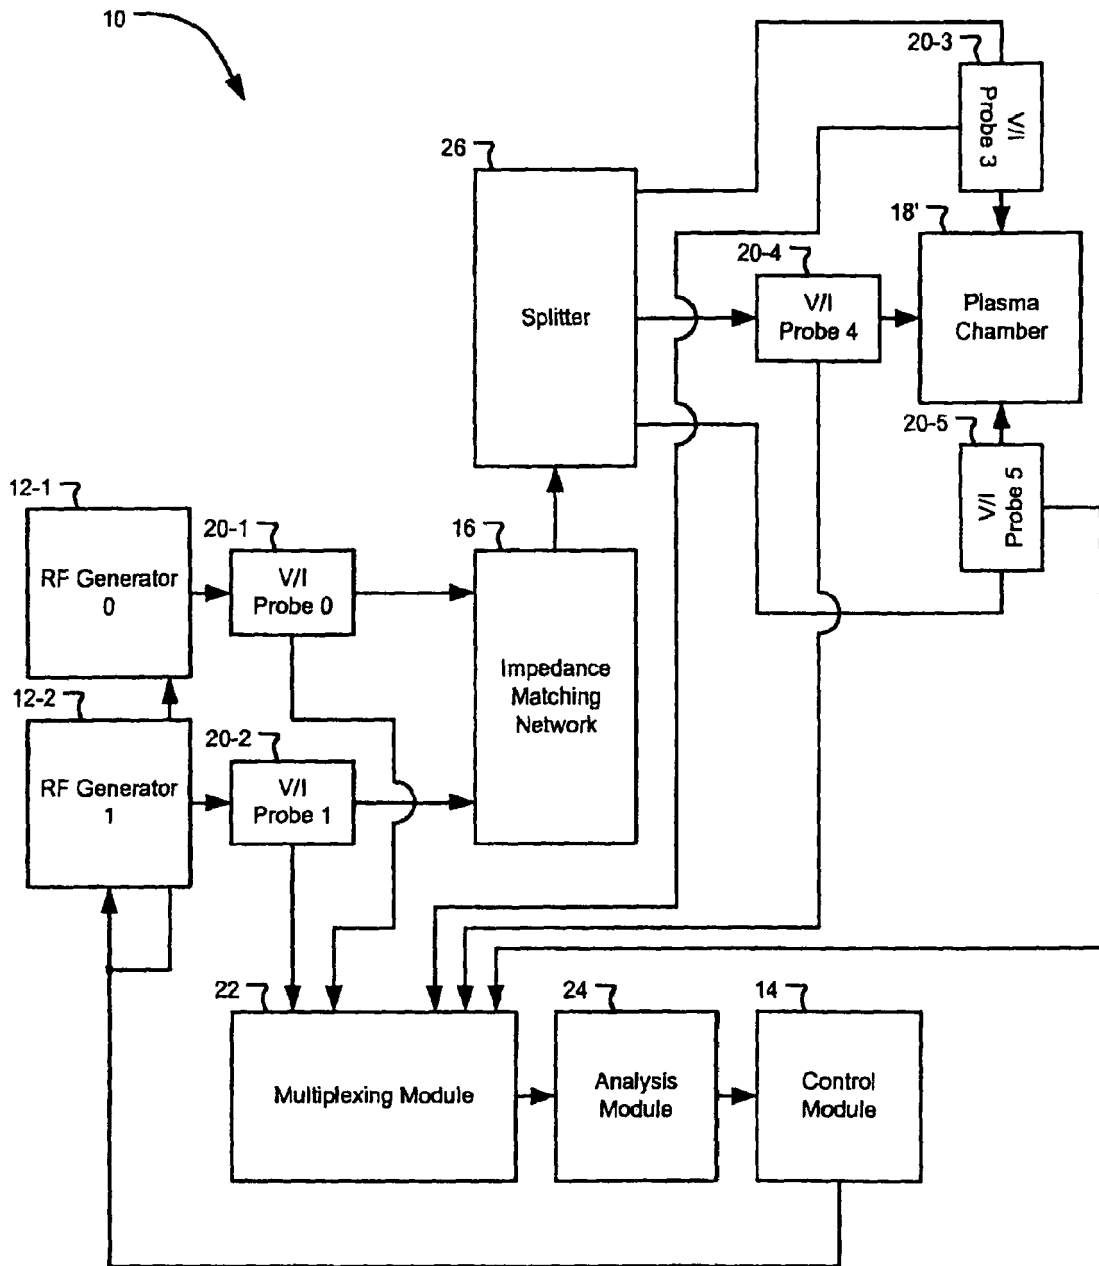 10
20-3
V/I
Probe 3
26
18'
20-4
Splitter
V/I
Probe 4
Plasma
Chamber
20-5
V/I
Probe 5
12-1
20-1
16
RF Generator
0
V/I
Probe 0
Impedance
Matching
Network
12-2
20-2
RF Generator
1
V/I
Probe 1
22
24
14
Multiplexing Module
Analysis
Module
Control
Module